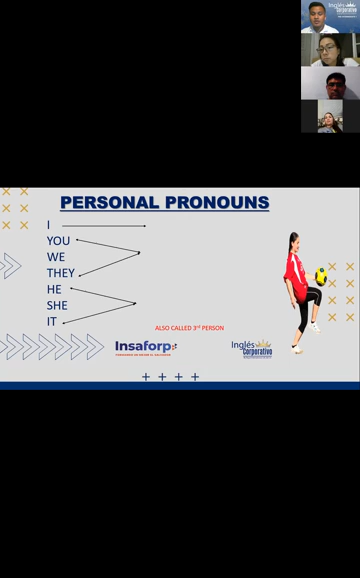 Inglés
Corporativo
PERSONAL PRONOUNS
I
YOU
WE
THEY
HE
SHE
IT
ALSO CALLED 3rd PERSON
Insaforp
Inglés
Corporativo